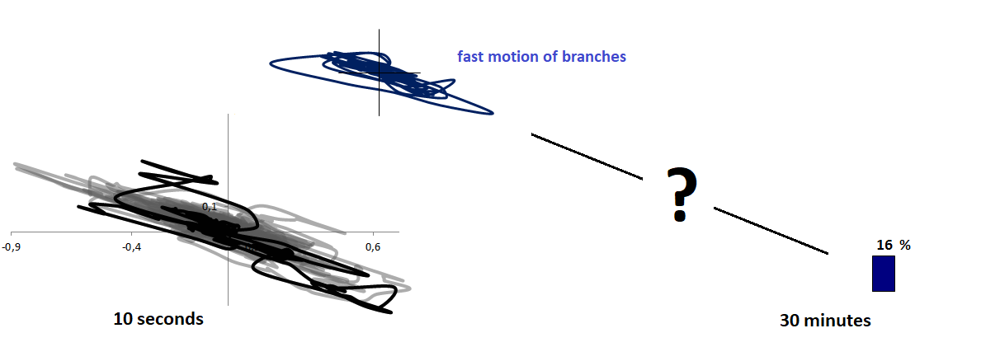 fast motion of branches
?
0,1
-0,9
-0,4
0,6
16 %
10 seconds
30 minutes